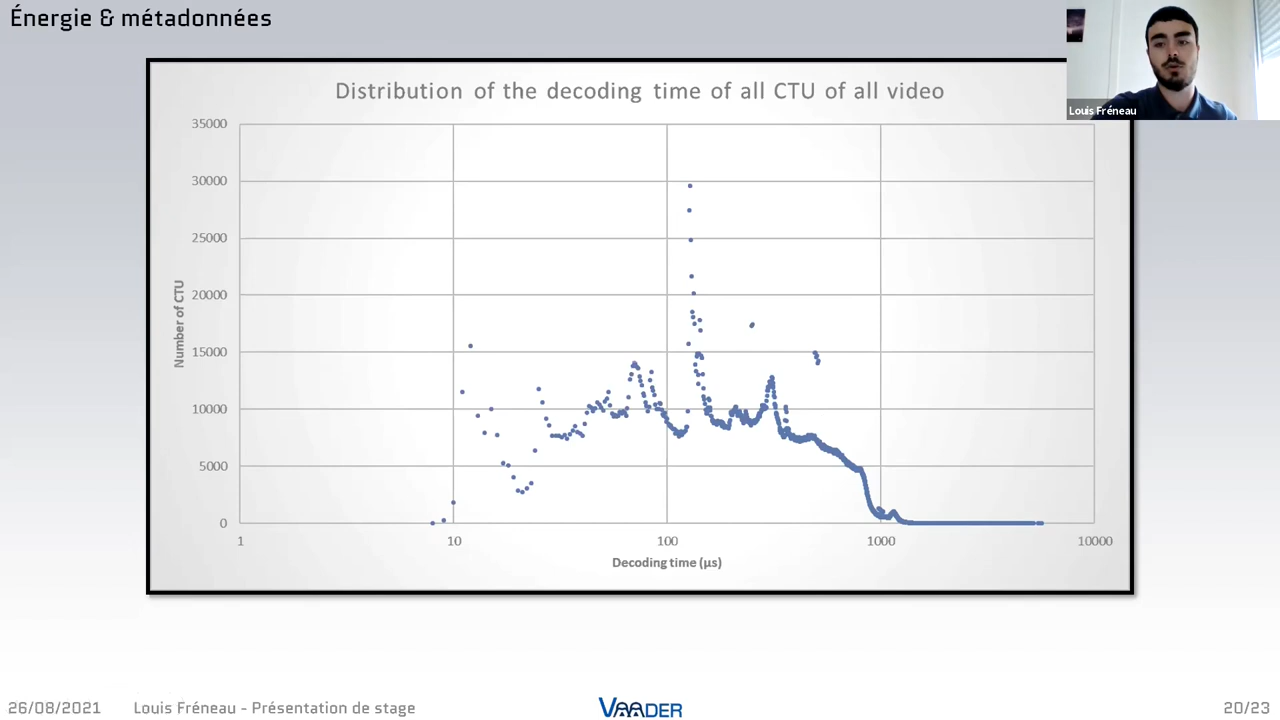 Énergie & métadonnées
Louis Fréneau
Distribution of the decoding time of all CTU of all video
35000
30000
25000
20000
15000
10000
5000
0
Number of CTU
1 10 100 1000 10000
Decoding time (µs)
26/08/2021 Louis Fréneau - Présentation de stage VAADER 20/23